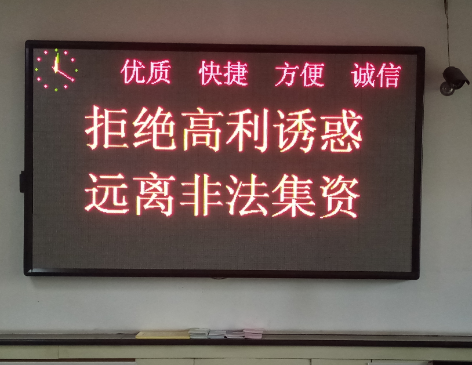 优质 快捷 方便 诚信
拒绝高利诱惑
远离非法集资